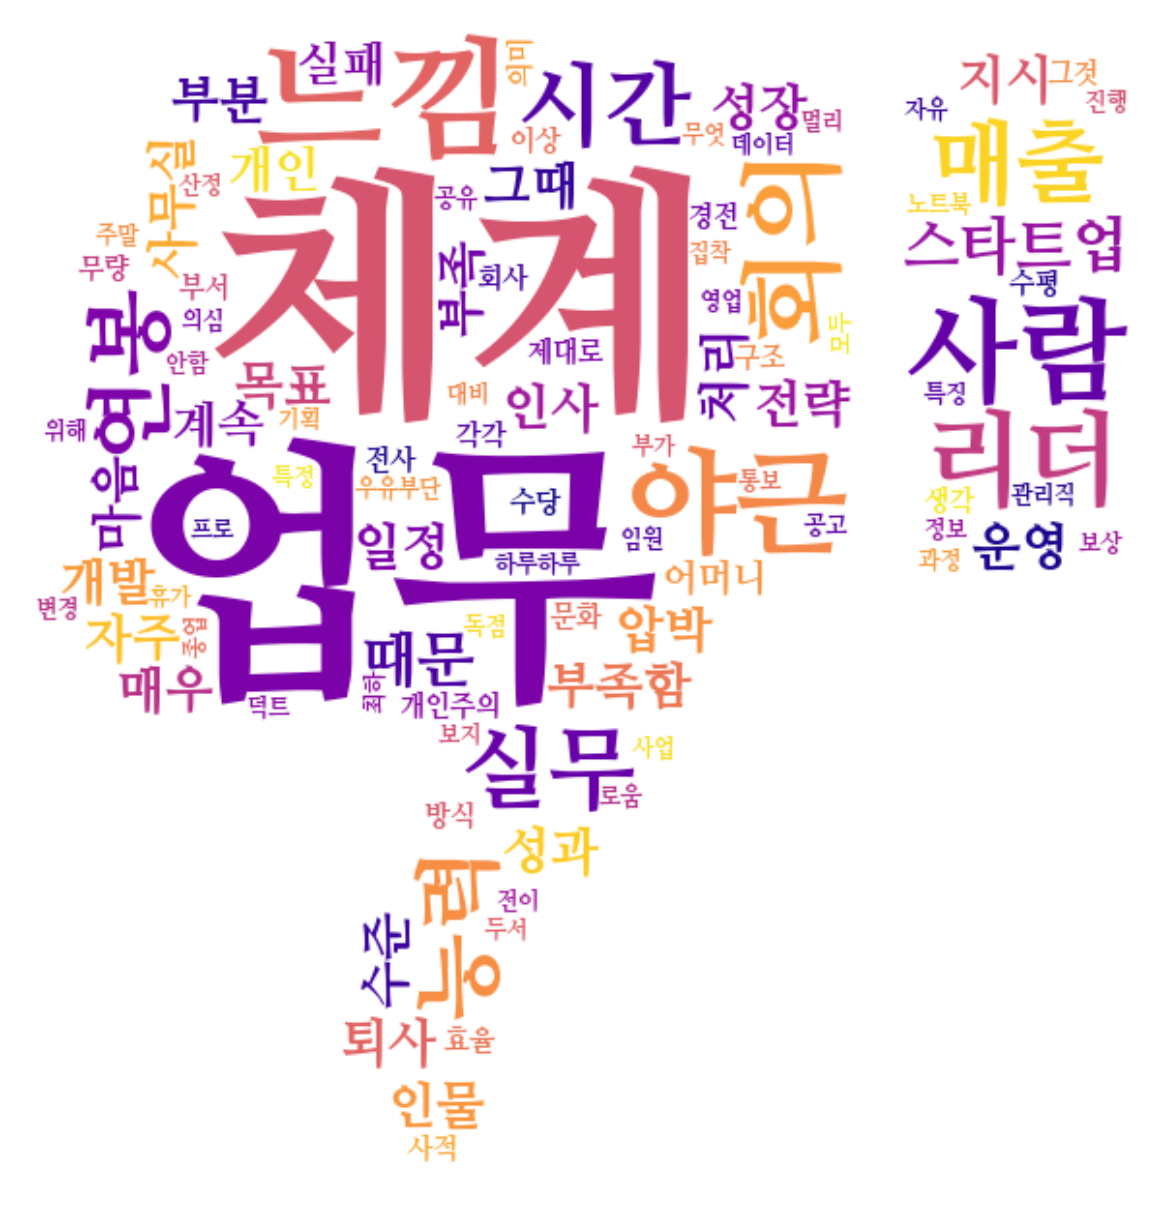 느낌
실패
의미
시간
성장
멀리
부분
이상
무엇
데이터
개인
사무실
산정
체계
공유
그때
경전
회의
주말
무량
부서
의심
안함
연봉
부족
회사
집착
영업
제대로
처리
구조
목표
대비
인사
전략
위해
계속
기획
각각
마음
업무
특정
전사
우유부단
수당
부가
야근
통보
공고
프로
일정
하루하루
임원
어머니
개발
휴가
변경
자주
종업
매우
덕트
때문
독점
문화
압박
최하
개인주의
부족함
보지
실무
사업
로움
방식
성과
능력
전이
두서
수준
퇴사
효율
인물
사적
지시
그것
진행
자유
매출
노트북
스타트업
수평
사람
특징
리더
생각
관리직
정보
운영
보상
과정